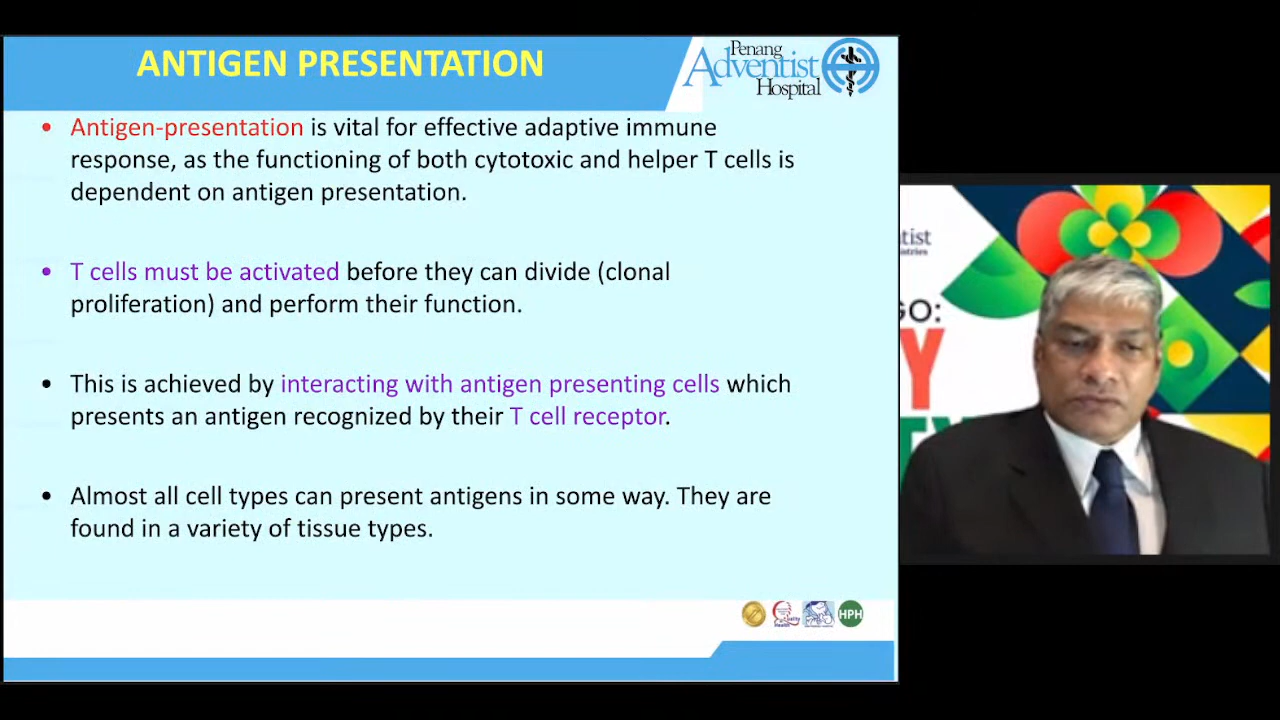 ANTIGEN PRESENTATION
Penang
Adventist
Hospital
• Antigen-presentation is vital for effective adaptive immune
response, as the functioning of both cytotoxic and helper T cells is
dependent on antigen presentation.
• T cells must be activated before they can divide (clonal
proliferation) and perform their function.
• This is achieved by interacting with antigen presenting cells which
presents an antigen recognized by their T cell receptor.
• Almost all cell types can present antigens in some way. They are
found in a variety of tissue types.
HPH
tist
istries
GO:
Y
TY